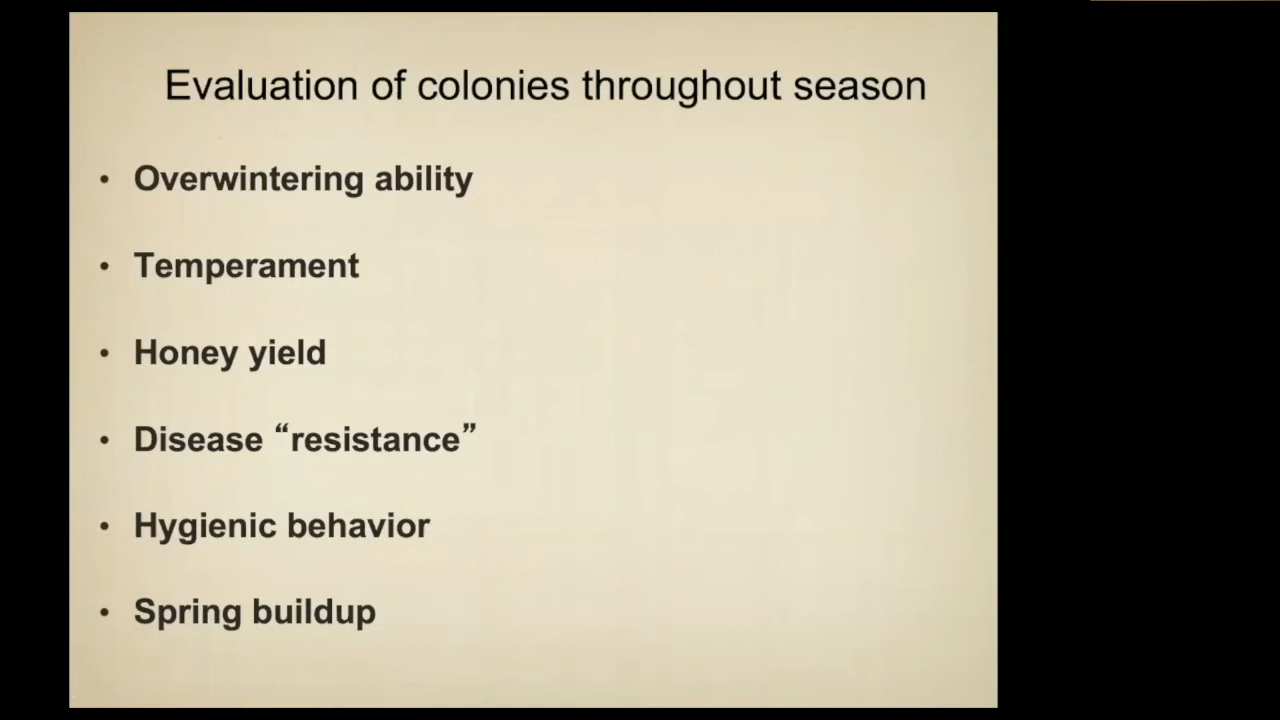 Evaluation of colonies throughout season
• Overwintering ability
• Temperament
• Honey yield
• Disease “resistance”
• Hygienic behavior
• Spring buildup